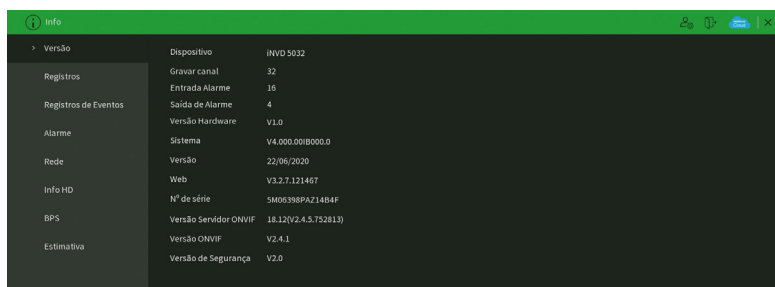 Info
Cloud
> Versão
Registros
Registros de Eventos
Alarme
Rede
Info HD
BPS
Estimativa
Dispositivo iNVD 5032
Gravar canal 32
Entrada Alarme 16
Saída de Alarme 4
Versão Hardware V1.0
Sistema V4.000.00IB000.0
Versão 22/06/2020
Web V3.2.7.121467
Nº de série 5M06398PAZ14B4F
Versão Servidor ONVIF 18.12(V2.4.5.752813)
Versão ONVIF V2.4.1
Versão de Segurança V2.0